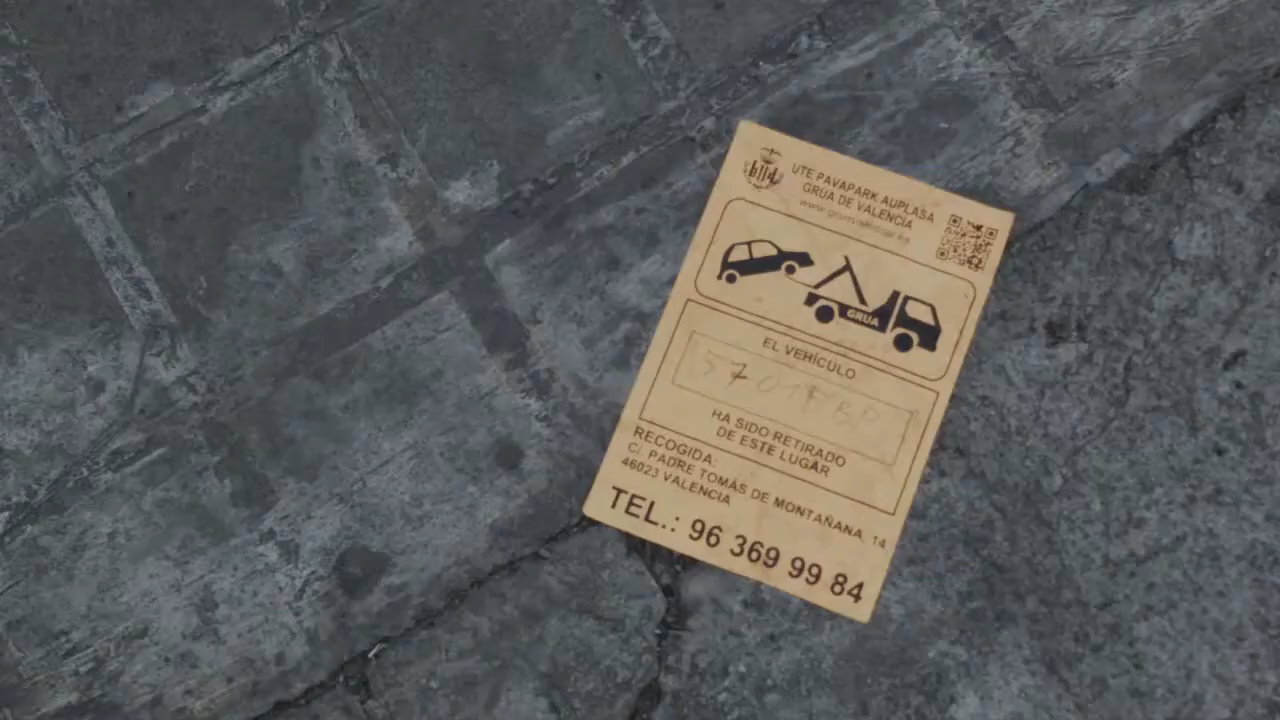 UTE PAVAPARK AUPLASA
GRUA DE VALENCIA
GRUA
EL VEHÍCULO
HA SIDO RETIRADO
DE ESTE LUGAR
RECOGIDA:
C/. PADRE TOMÁS DE MONTAÑANA, 14
46023 VALENCIA
TEL.: 96 369 99 84